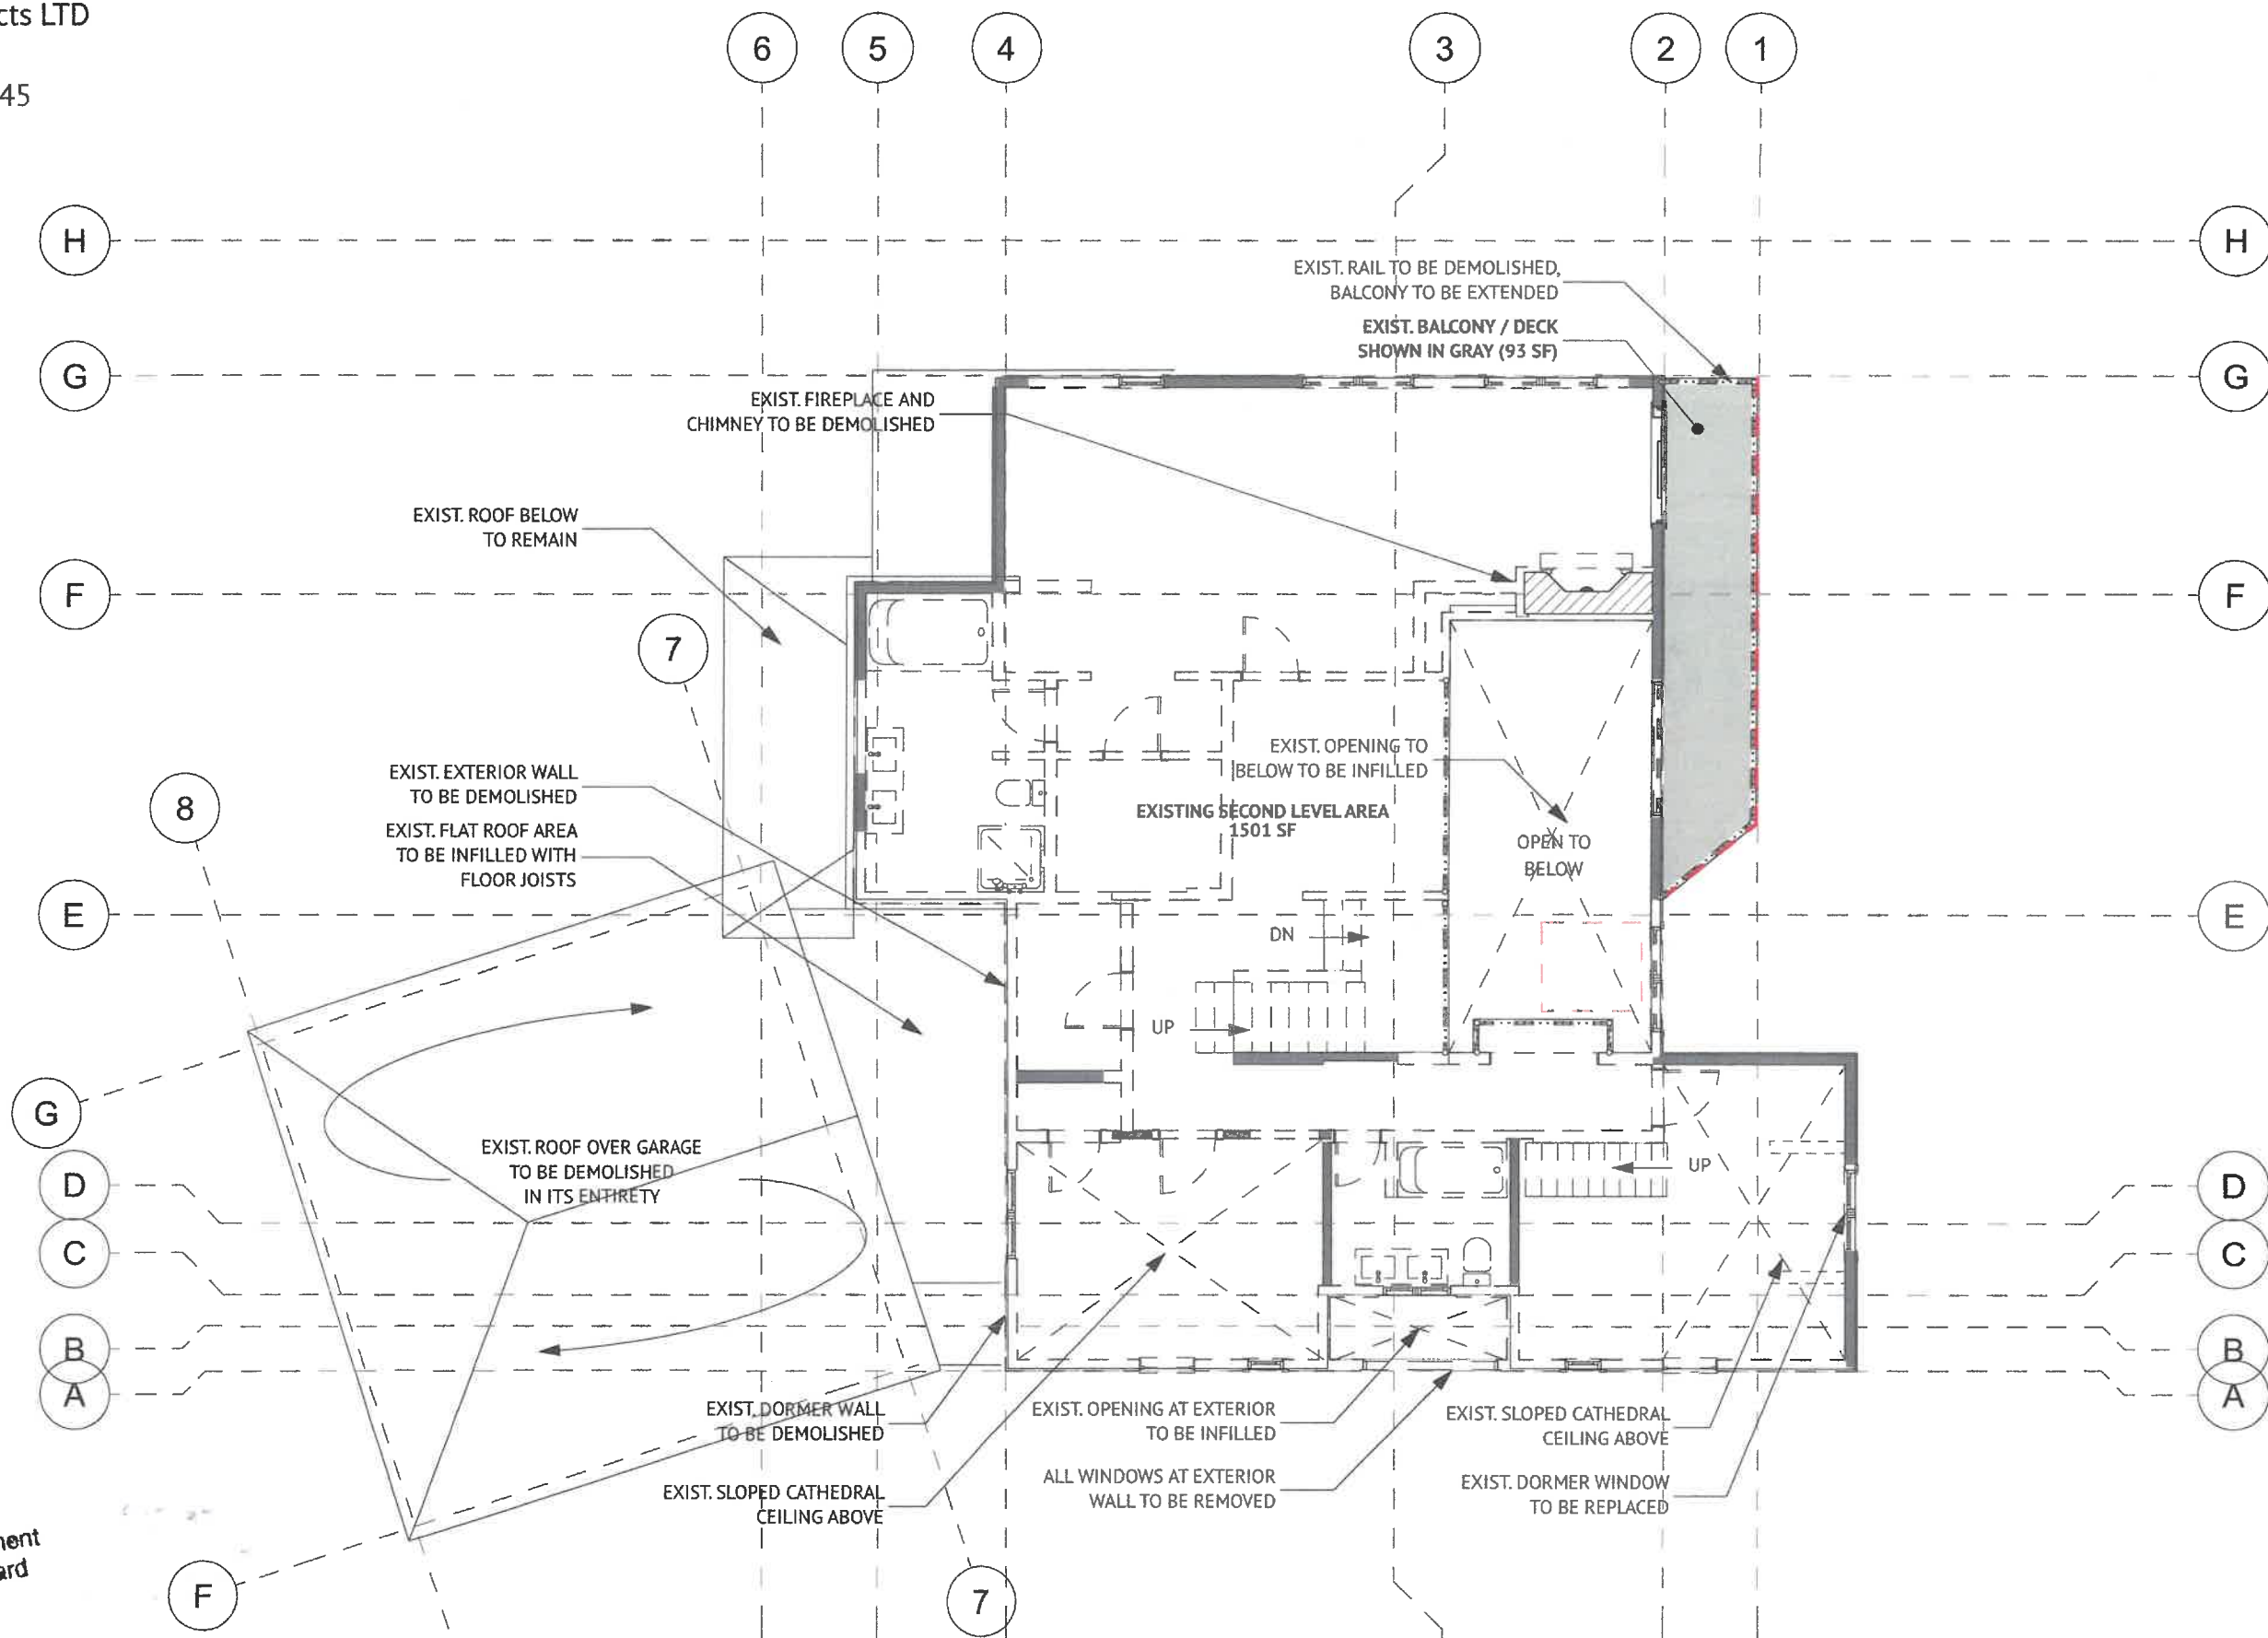 cts LTD
45
6
5
4
3
2
1
H
H
EXIST. RAIL TO BE DEMOLISHED,
BALCONY TO BE EXTENDED
EXIST. BALCONY / DECK
SHOWN IN GRAY (93 SF)
G
G
EXIST. FIREPLACE AND
CHIMNEY TO BE DEMOLISHED
EXIST. ROOF BELOW
TO REMAIN
F
F
7
EXIST. OPENING TO
BELOW TO BE INFILLED
EXIST. EXTERIOR WALL
TO BE DEMOLISHED
8
EXISTING SECOND LEVEL AREA
1501 SF
EXIST. FLAT ROOF AREA
TO BE INFILLED WITH
FLOOR JOISTS
OPEN TO
BELOW
E
E
DN
UP
G
EXIST. ROOF OVER GARAGE
TO BE DEMOLISHED
IN ITS ENTIRETY
UP
D
D
C
C
B
B
A
A
EXIST. DORMER WALL
TO BE DEMOLISHED
EXIST. OPENING AT EXTERIOR
TO BE INFILLED
EXIST. SLOPED CATHEDRAL
CEILING ABOVE
EXIST. SLOPED CATHEDRAL
CEILING ABOVE
ALL WINDOWS AT EXTERIOR
WALL TO BE REMOVED
EXIST. DORMER WINDOW
TO BE REPLACED
nent
ard
F
7